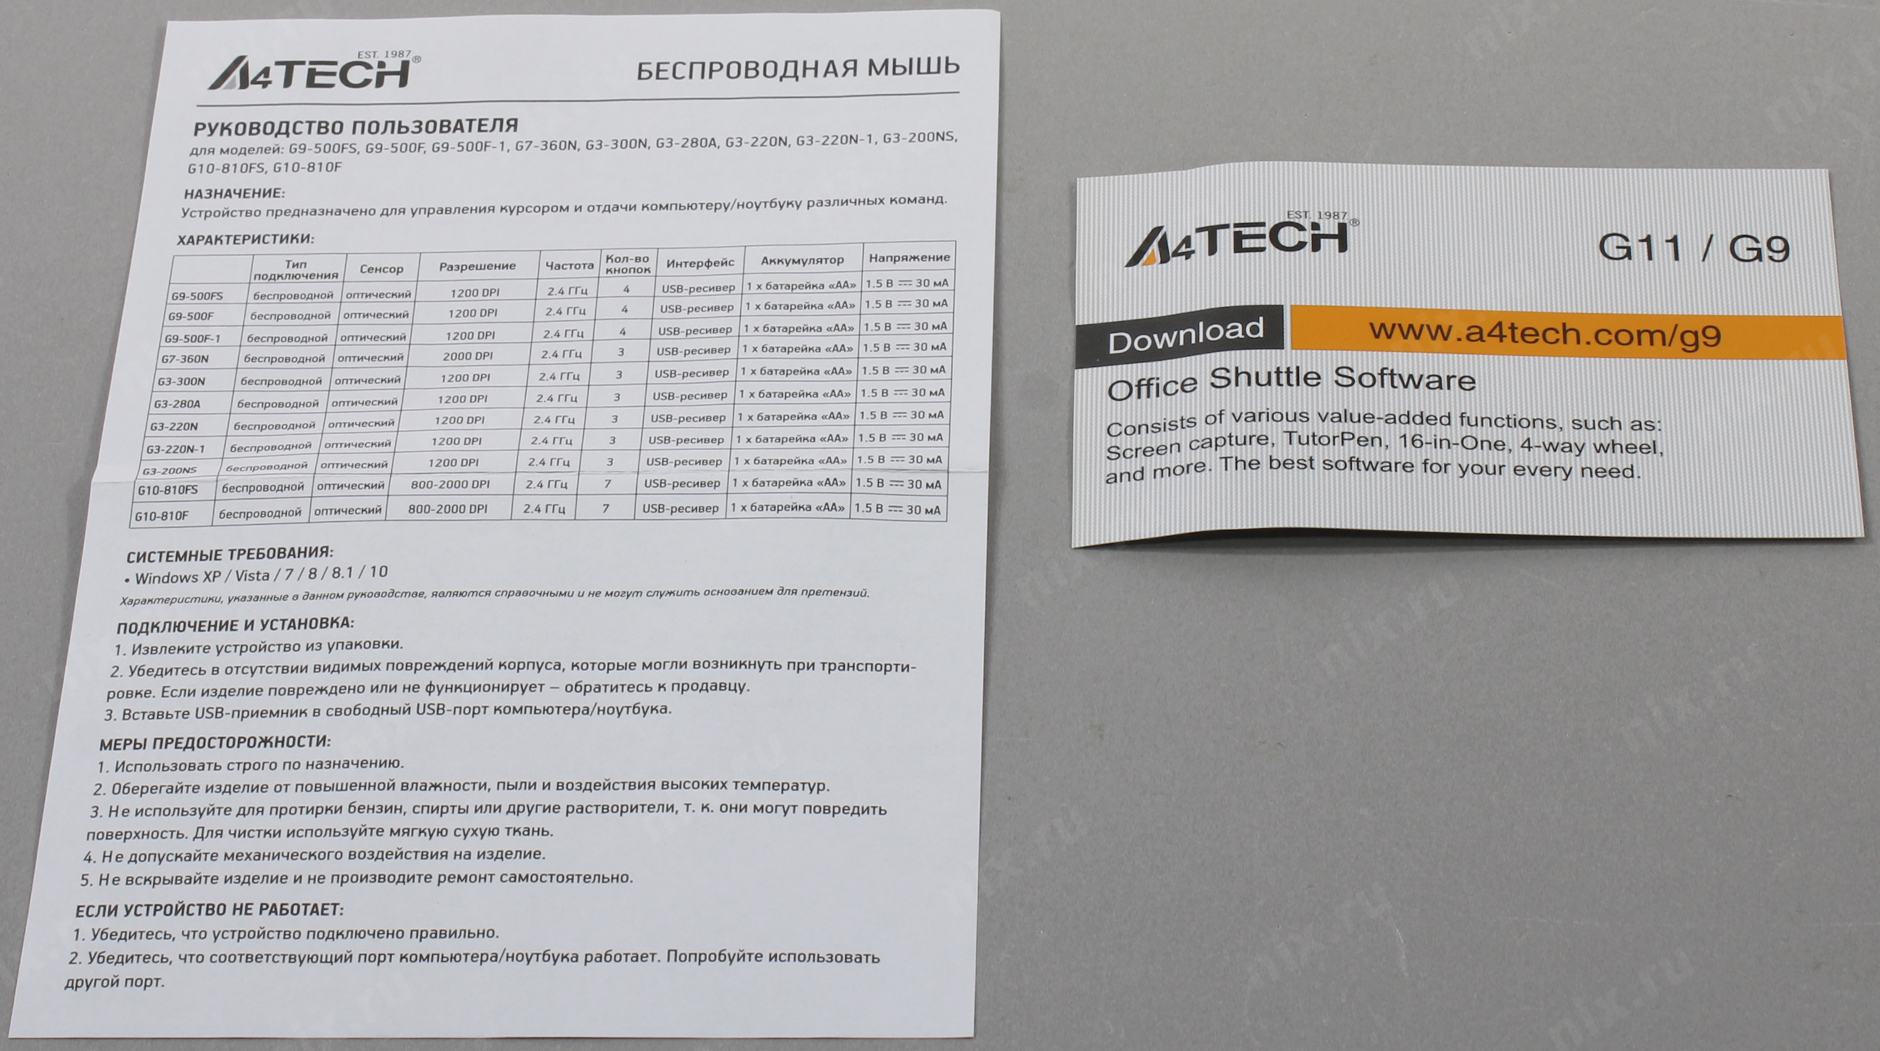 A4TECH®
EST. 1987
БЕСПРОВОДНАЯ МЫШЬ
РУКОВОДСТВО ПОЛЬЗОВАТЕЛЯ
для моделей: G9-500FS, G9-500F, G9-500F-1, G7-360N, G3-300N, G3-280A, G3-220N, G3-220N-1, G3-200NS,
G10-810FS, G10-810F
НАЗНАЧЕНИЕ:
Устройство предназначено для управления курсором и отдачи компьютеру/ноутбуку различных команд.
ХАРАКТЕРИСТИКИ:
Тип подключения Сенсор Разрешение Частота Кол-во кнопок Интерфейс Аккумулятор Напряжение
G9-500FS беспроводной оптический 1200 DPI 2.4 ГГц 4 USB-ресивер 1 x батарейка «AA» 1.5 В ⎓ 30 мА
G9-500F беспроводной оптический 1200 DPI 2.4 ГГц 4 USB-ресивер 1 x батарейка «AA» 1.5 В ⎓ 30 мА
G9-500F-1 беспроводной оптический 1200 DPI 2.4 ГГц 4 USB-ресивер 1 x батарейка «AA» 1.5 В ⎓ 30 мА
G7-360N беспроводной оптический 2000 DPI 2.4 ГГц 3 USB-ресивер 1 x батарейка «AA» 1.5 В ⎓ 30 мА
G3-300N беспроводной оптический 1200 DPI 2.4 ГГц 3 USB-ресивер 1 x батарейка «AA» 1.5 В ⎓ 30 мА
G3-280A беспроводной оптический 1200 DPI 2.4 ГГц 3 USB-ресивер 1 x батарейка «AA» 1.5 В ⎓ 30 мА
G3-220N беспроводной оптический 1200 DPI 2.4 ГГц 3 USB-ресивер 1 x батарейка «AA» 1.5 В ⎓ 30 мА
G3-220N-1 беспроводной оптический 1200 DPI 2.4 ГГц 3 USB-ресивер 1 x батарейка «AA» 1.5 В ⎓ 30 мА
G3-200NS беспроводной оптический 1200 DPI 2.4 ГГц 3 USB-ресивер 1 x батарейка «AA» 1.5 В ⎓ 30 мА
G10-810FS беспроводной оптический 800-2000 DPI 2.4 ГГц 7 USB-ресивер 1 x батарейка «AA» 1.5 В ⎓ 30 мА
G10-810F беспроводной оптический 800-2000 DPI 2.4 ГГц 7 USB-ресивер 1 x батарейка «AA» 1.5 В ⎓ 30 мА
СИСТЕМНЫЕ ТРЕБОВАНИЯ:
• Windows XP / Vista / 7 / 8 / 8.1 / 10
Характеристики, указанные в данном руководстве, являются справочными и не могут служить основанием для претензий.
ПОДКЛЮЧЕНИЕ И УСТАНОВКА:
1. Извлеките устройство из упаковки.
2. Убедитесь в отсутствии видимых повреждений корпуса, которые могли возникнуть при транспорти-
ровке. Если изделие повреждено или не функционирует – обратитесь к продавцу.
3. Вставьте USB-приемник в свободный USB-порт компьютера/ноутбука.
МЕРЫ ПРЕДОСТОРОЖНОСТИ:
1. Использовать строго по назначению.
2. Оберегайте изделие от повышенной влажности, пыли и воздействия высоких температур.
3. Не используйте для протирки бензин, спирты или другие растворители, т. к. они могут повредить
поверхность. Для чистки используйте мягкую сухую ткань.
4. Не допускайте механического воздействия на изделие.
5. Не вскрывайте изделие и не производите ремонт самостоятельно.
ЕСЛИ УСТРОЙСТВО НЕ РАБОТАЕТ:
1. Убедитесь, что устройство подключено правильно.
2. Убедитесь, что соответствующий порт компьютера/ноутбука работает. Попробуйте использовать
другой порт.
A4TECH®
EST. 1987
G11 / G9
Download www.a4tech.com/g9
Office Shuttle Software
Consists of various value-added functions, such as:
Screen capture, TutorPen, 16-in-One, 4-way wheel,
and more. The best software for your every need.
nix.ru